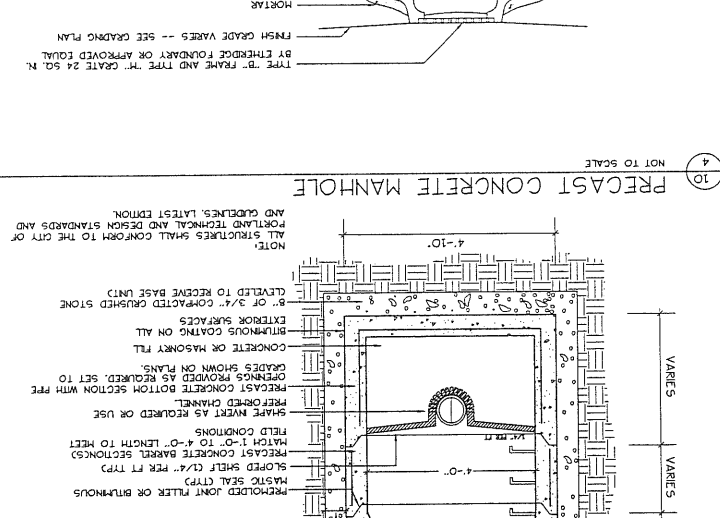 PREMOLDED JOINT FILLER OR BITUMINOUS
MASTIC SEAL (TYP)
SLOPED SHELF (1/4" PER FT TYP)
PRECAST CONCRETE BARREL SECTION(S)
MATCH 1'-0" TO 4'-0" LENGTH TO MEET
FIELD CONDITIONS
SHAPE INVERT AS REQUIRED OR USE
PREFORMED CHANNEL
PRECAST CONCRETE BOTTOM SECTION WITH PIPE
OPENINGS PROVIDED AS REQUIRED. SET TO
GRADES SHOWN ON PLANS.
CONCRETE OR MASONRY FILL
BITUMINOUS COATING ON ALL
EXTERIOR SURFACES
8" OF 3/4" COMPACTED CRUSHED STONE
(LEVELED TO RECEIVE BASE UNIT)
4'-0"
1/4" PER FT
VARIES
VARIES
4'-10"
NOTE:
ALL STRUCTURES SHALL CONFORM TO THE CITY OF
PORTLAND TECHNICAL AND DESIGN STANDARDS AND
GUIDELINES, LATEST EDITION.
PRECAST CONCRETE MANHOLE
10
4
NOT TO SCALE
TYPE "B" FRAME AND TYPE "M" GRATE 24 SQ. IN.
BY ETHERIDGE FOUNDARY OR APPROVED EQUAL
FINISH GRADE VARIES -- SEE GRADING PLAN
MORTAR